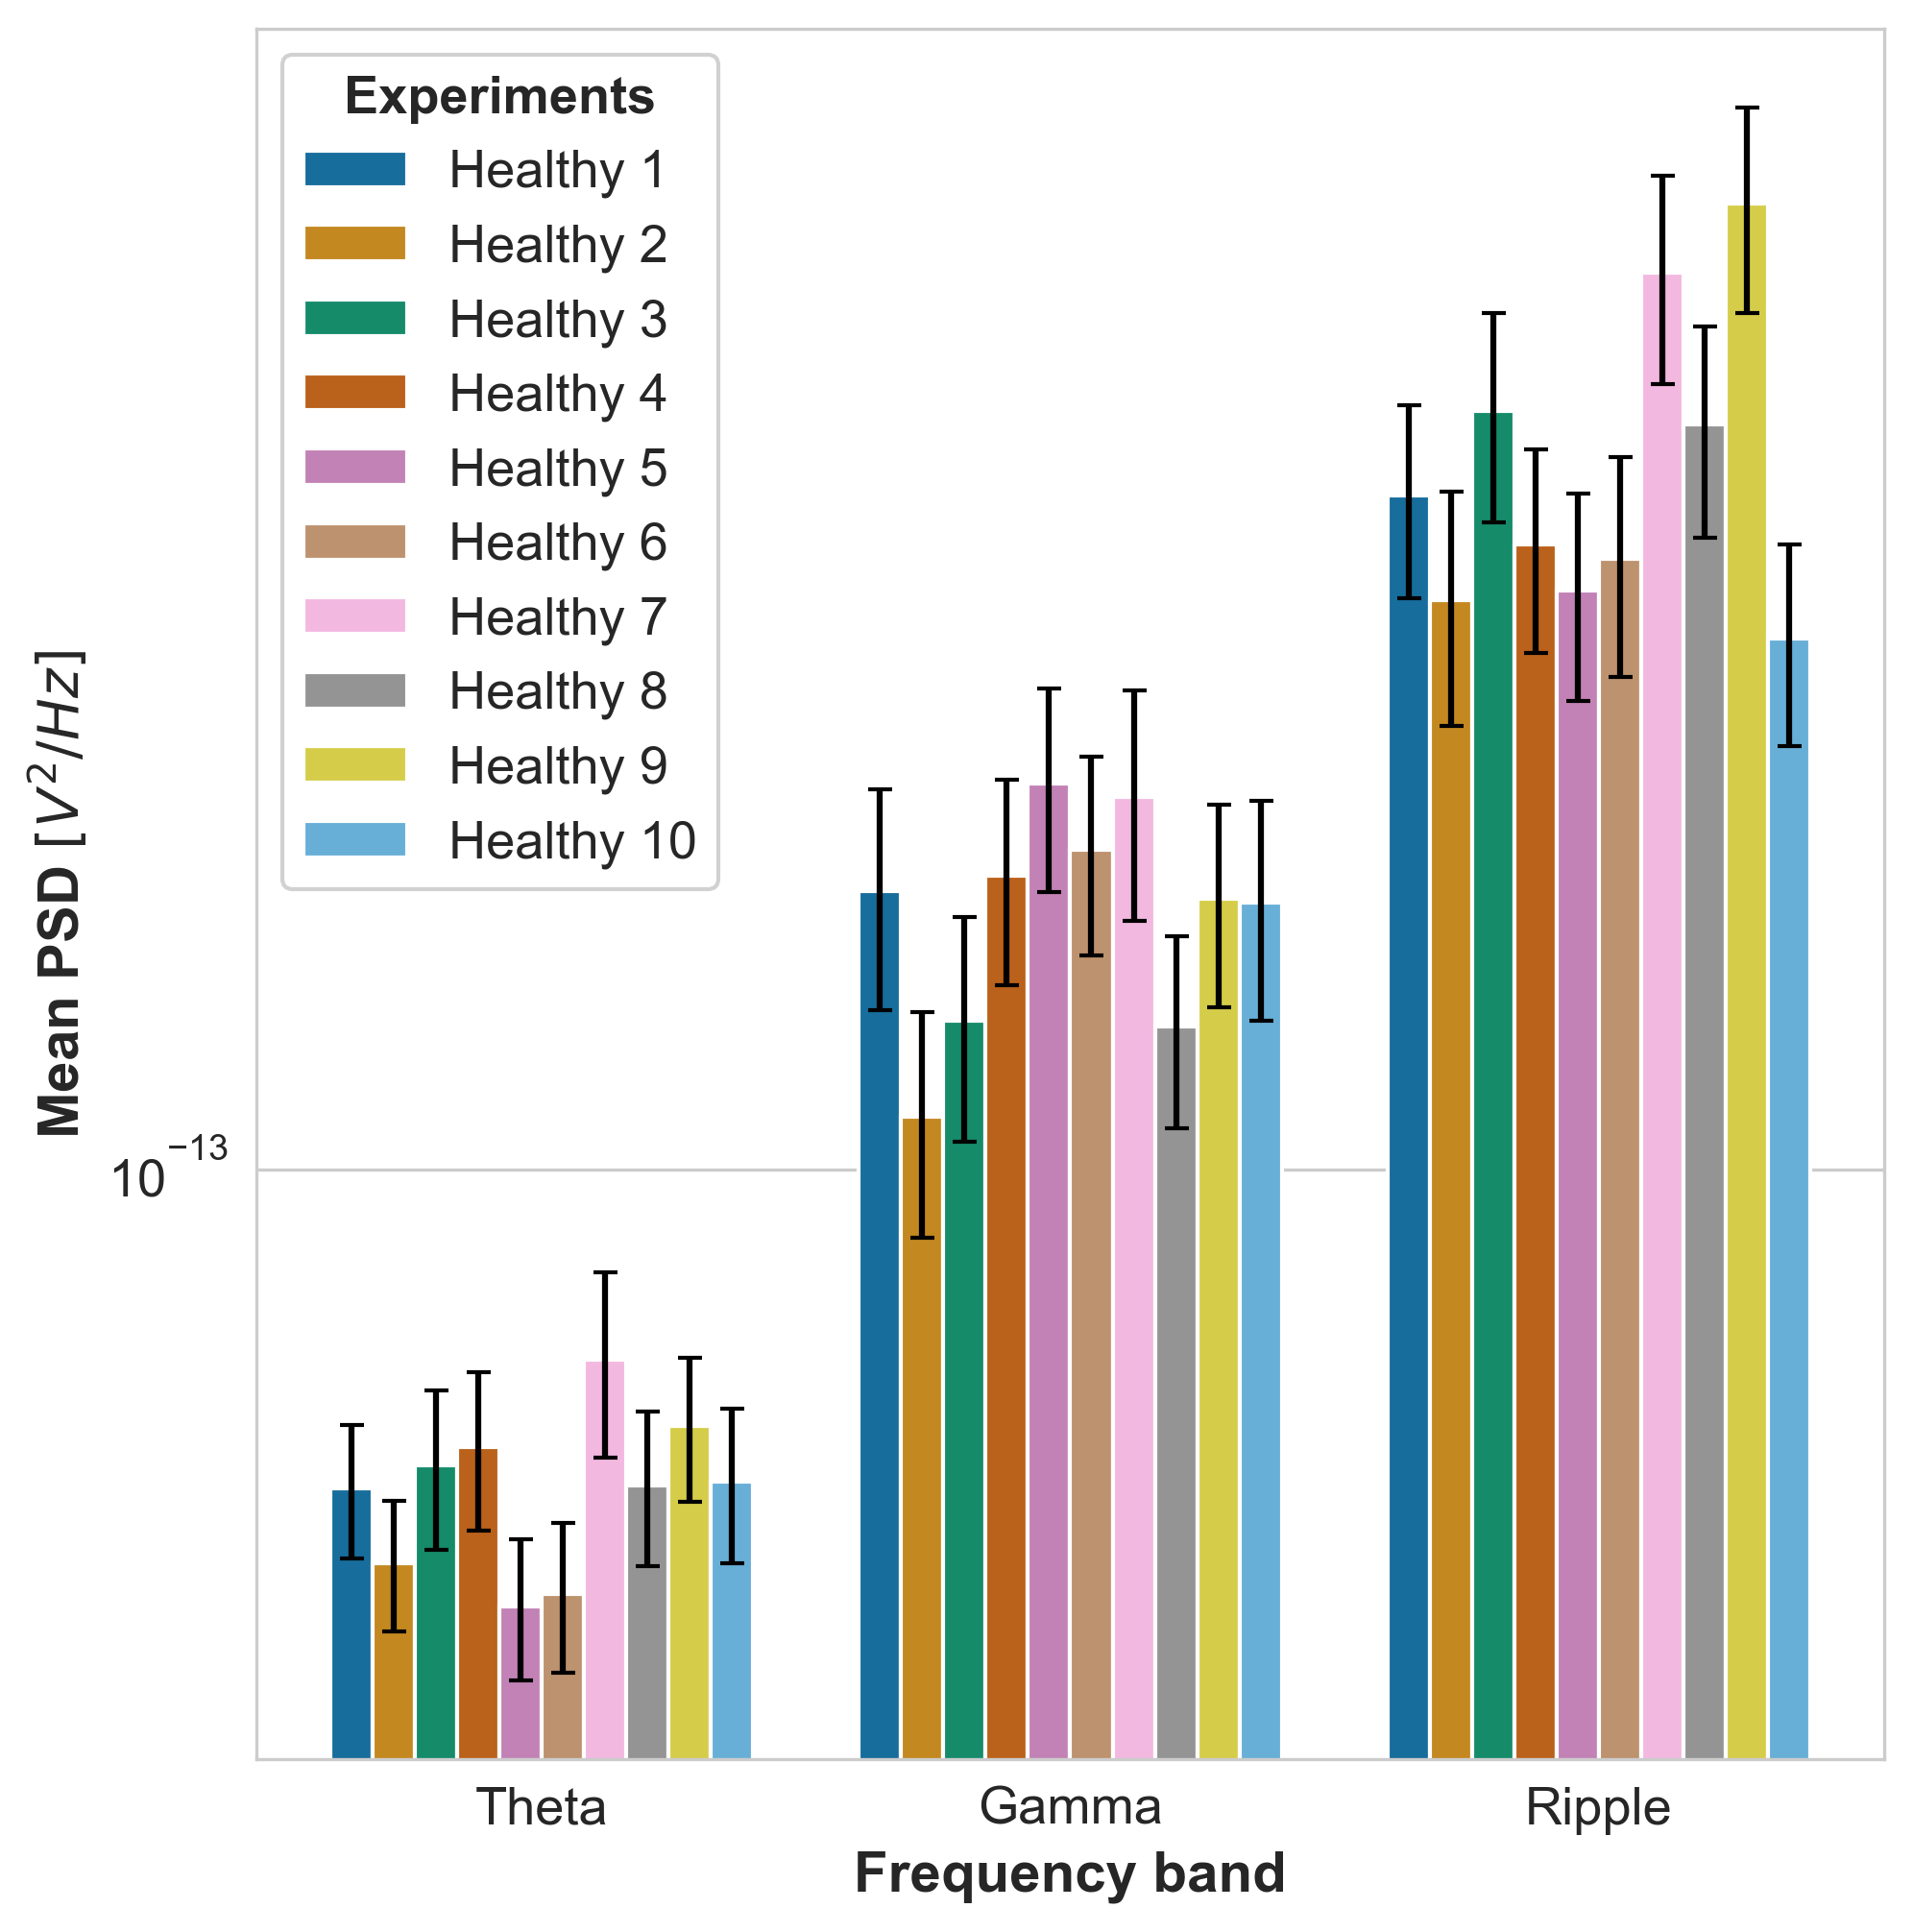 Experiments
Healthy 1
Healthy 2
Healthy 3
Healthy 4
Healthy 5
Healthy 6
Healthy 7
Healthy 8
Healthy 9
Healthy 10
Mean PSD [V²/Hz]
10⁻¹³
Theta Gamma Ripple
Frequency band